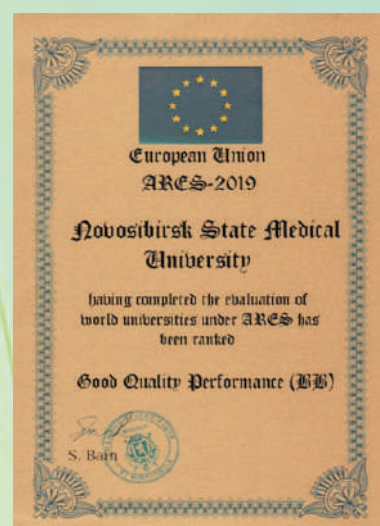 European Union
ARES-2019
Novosibirsk State Medical
University
having completed the evaluation of
world universities under ARES has
been ranked
Good Quality Performance (BB)
S. Barn